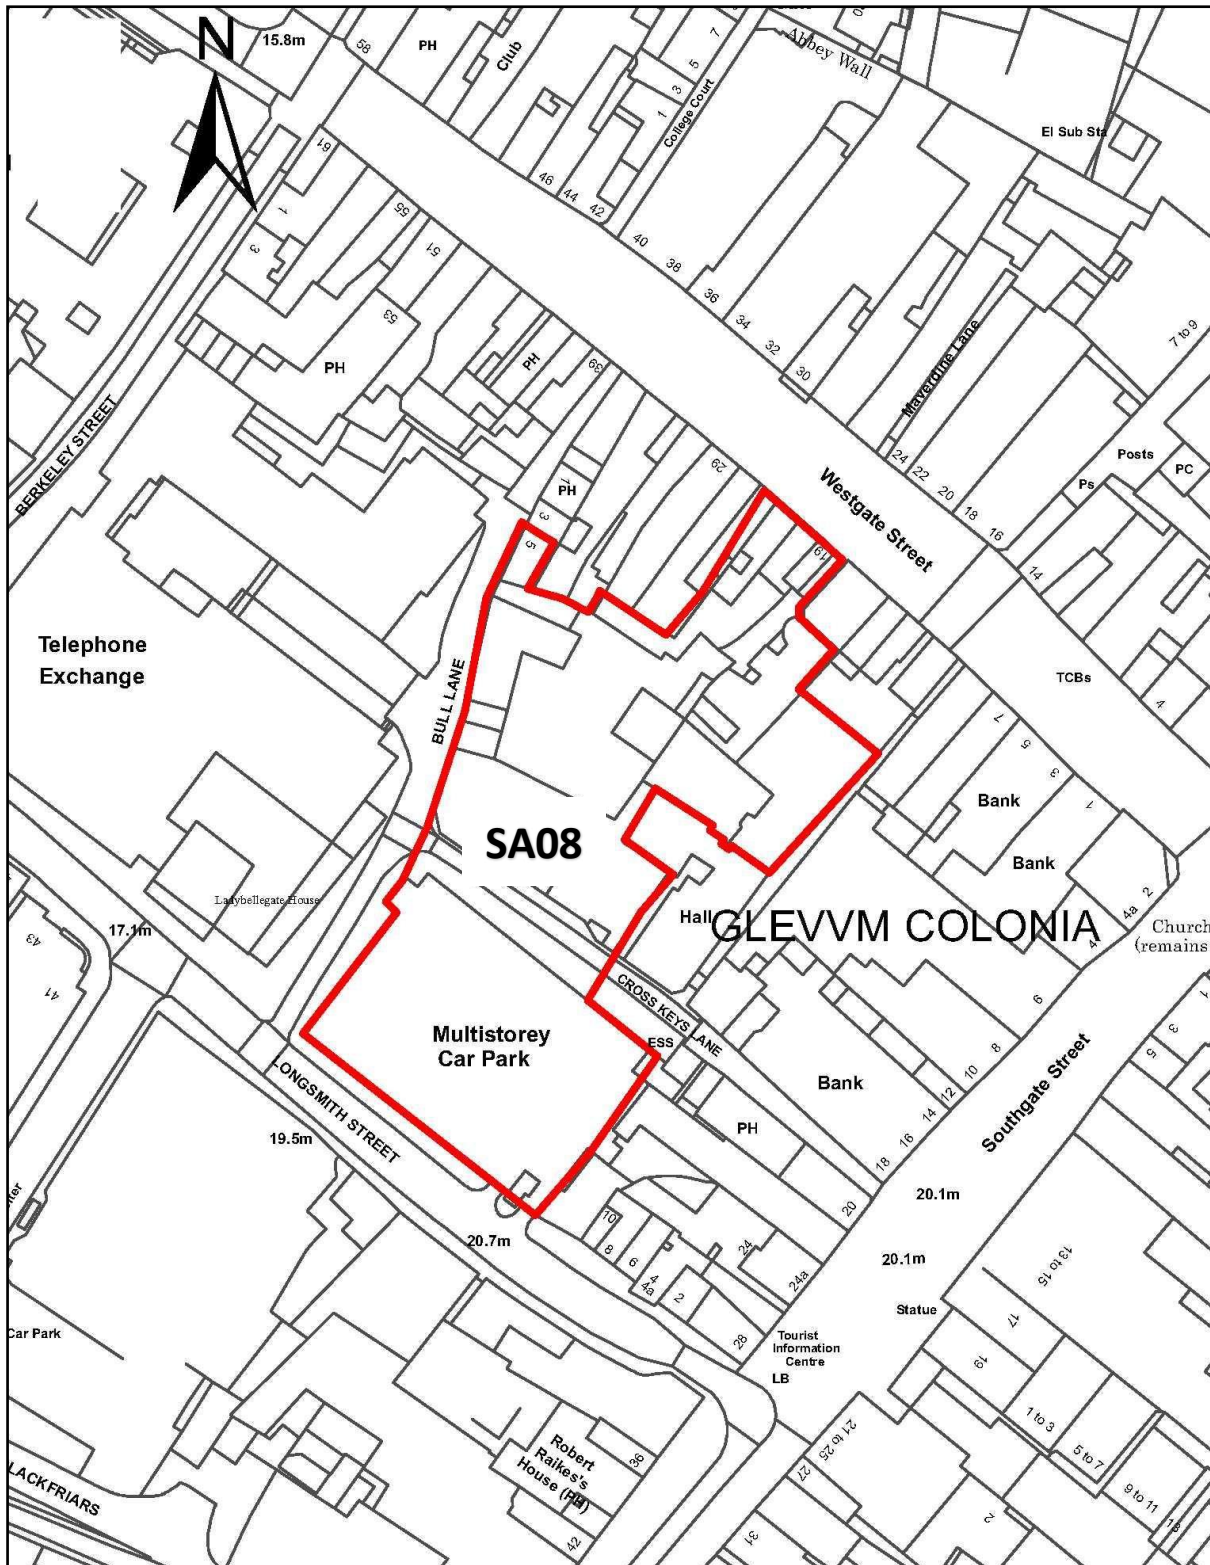 N
15.8m
58
PH
Club
7
5
3
1
College Court
Abbey Wall
El Sub Sta
61
1
3
55
51
53
46
44
42
40
38
36
34
32
30
PH
PH
39
Maverdine Lane
7 to 9
BERKELEY STREET
29
PH
1
3
5
24
22
20
18
16
Posts
PC
Ps
Westgate Street
19
14
Telephone
Exchange
BULL LANE
TCBs
4
7
5
3
1
Bank
Bank
SA08
2
4a
4
Ladybellegate House
Hall
GLEVVM COLONIA
Church
(remains
17.1m
43
41
CROSS KEYS LANE
6
1
3
5
Multistorey
Car Park
ESS
8
10
12
14
16
18
Bank
Southgate Street
LONGSMITH STREET
19.5m
PH
20
20.1m
20.7m
10
8
6
4
4a
2
24
24a
28
20.1m
13 to 15
Statue
17
19
Car Park
Tourist
Information
Centre
LB
1 to 3
5 to 7
9 to 11
13
21 to 25
27
31
2
Robert
Raikes's
House (PH)
36
42
LACKFRIARS